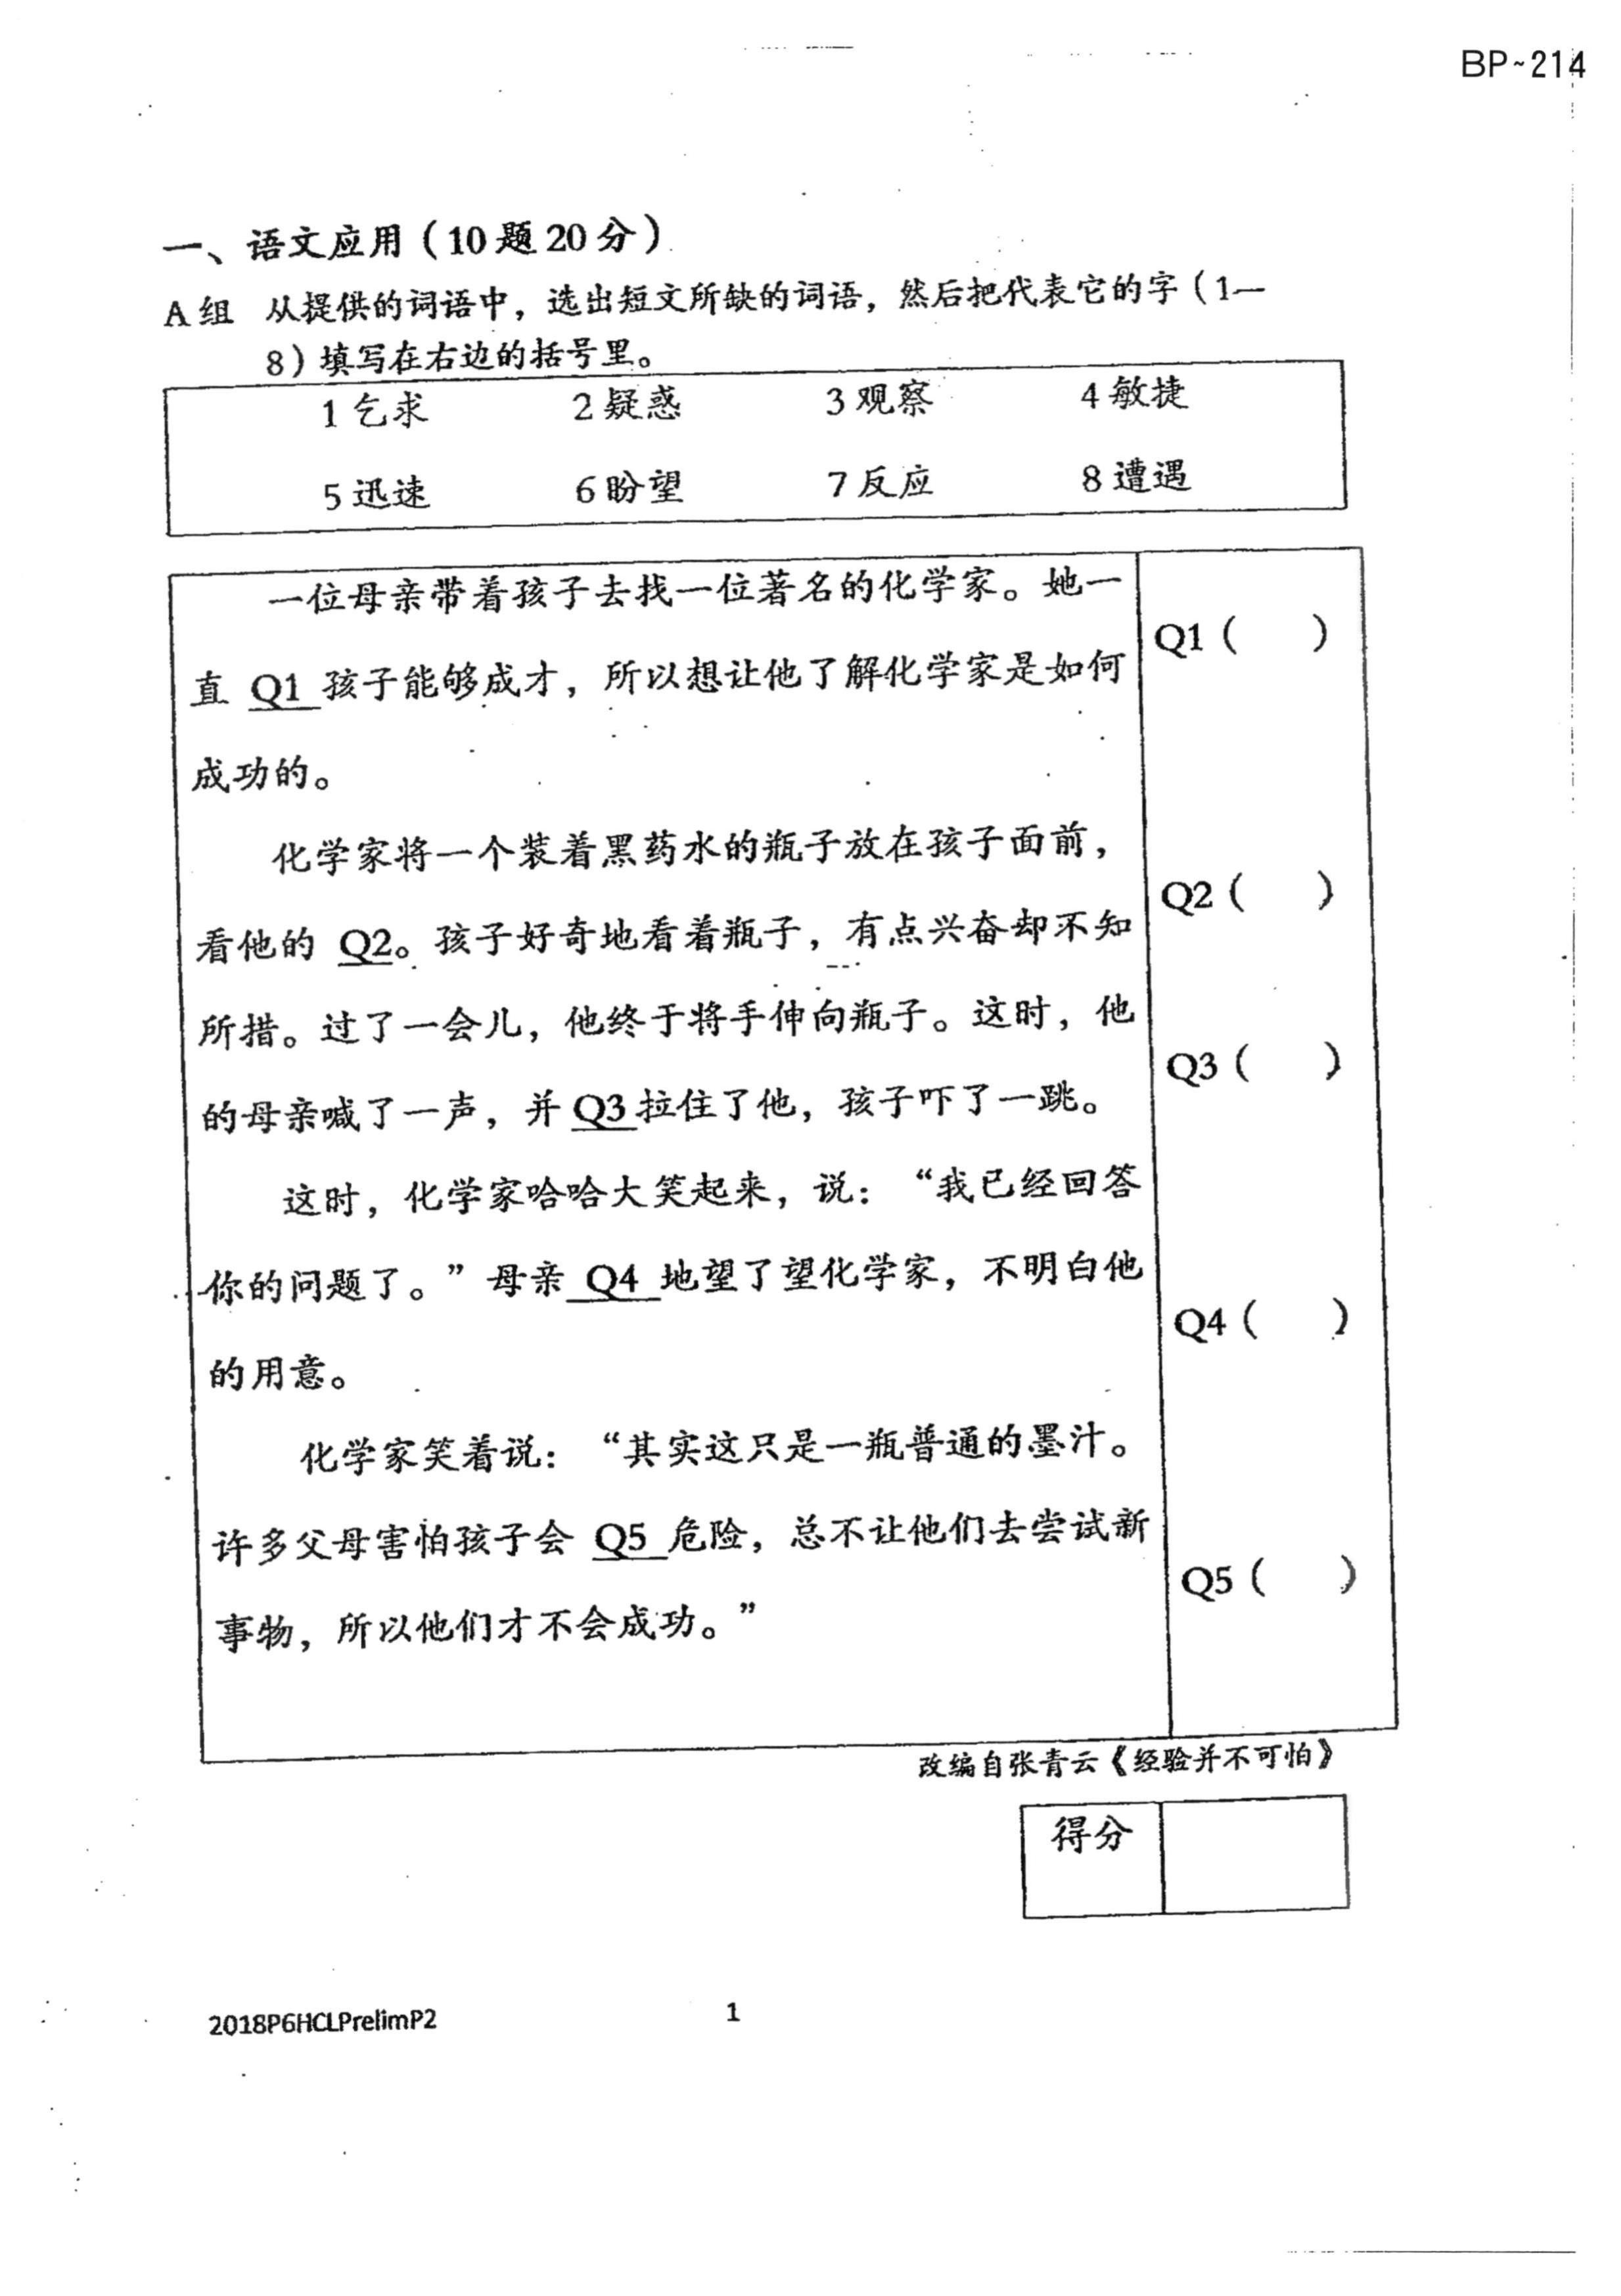 BP~214
一、语文应用（10题20分）
A组 从提供的词语中，选出短文所缺的词语，然后把代表它的字（1—
8）填写在右边的括号里。
1乞求 2疑惑 3观察 4敏捷
5迅速 6盼望 7反应 8遭遇
一位母亲带着孩子去找一位著名的化学家。她一
直 Q1 孩子能够成才，所以想让他了解化学家是如何
成功的。
化学家将一个装着黑药水的瓶子放在孩子面前，
看他的 Q2。孩子好奇地看着瓶子，有点兴奋却不知
所措。过了一会儿，他终于将手伸向瓶子。这时，他
的母亲喊了一声，并Q3拉住了他，孩子吓了一跳。
这时，化学家哈哈大笑起来，说：“我已经回答
你的问题了。”母亲 Q4 地望了望化学家，不明白他
的用意。
化学家笑着说：“其实这只是一瓶普通的墨汁。
许多父母害怕孩子会 Q5 危险，总不让他们去尝试新
事物，所以他们才不会成功。”
Q1（ ）
Q2（ ）
Q3（ ）
Q4（ ）
Q5（ ）
改编自张青云《经验并不可怕》
得分
2018P6HCLPrelimP2 1